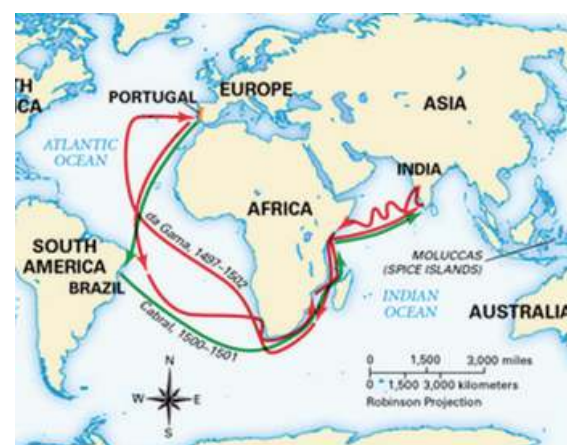 EUROPE
PORTUGAL
TH
ICA
ASIA
ATLANTIC
OCEAN
INDIA
AFRICA
da Gama, 1497–1502
SOUTH
AMERICA
BRAZIL
MOLUCCAS
(SPICE ISLANDS)
INDIAN
OCEAN
AUSTRALIA
Cabral, 1500–1501
N
W E
S
0 1,500 3,000 miles
0 1,500 3,000 kilometers
Robinson Projection